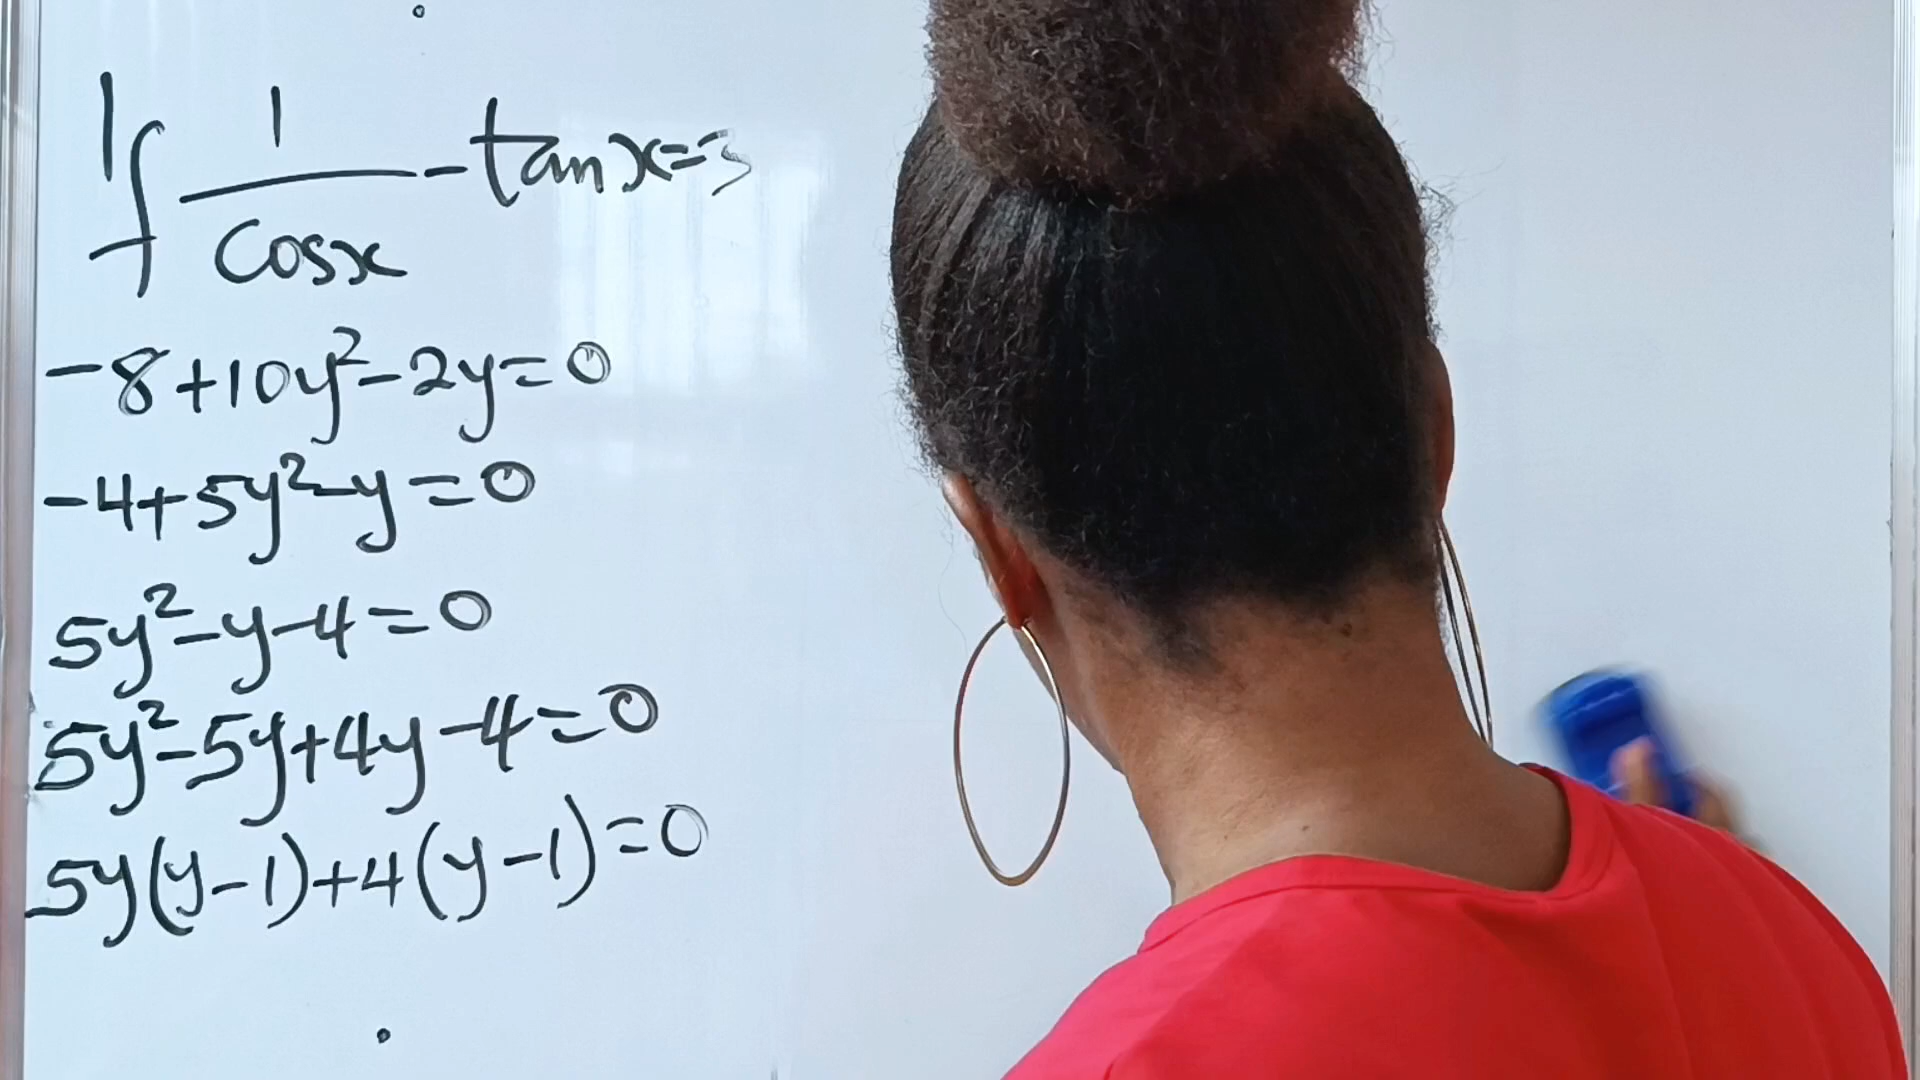 If 1/cosx - tanx=3
-8+10y²-2y=0
-4+5y²-y=0
5y²-y-4=0
5y²-5y+4y-4=0
5y(y-1)+4(y-1)=0